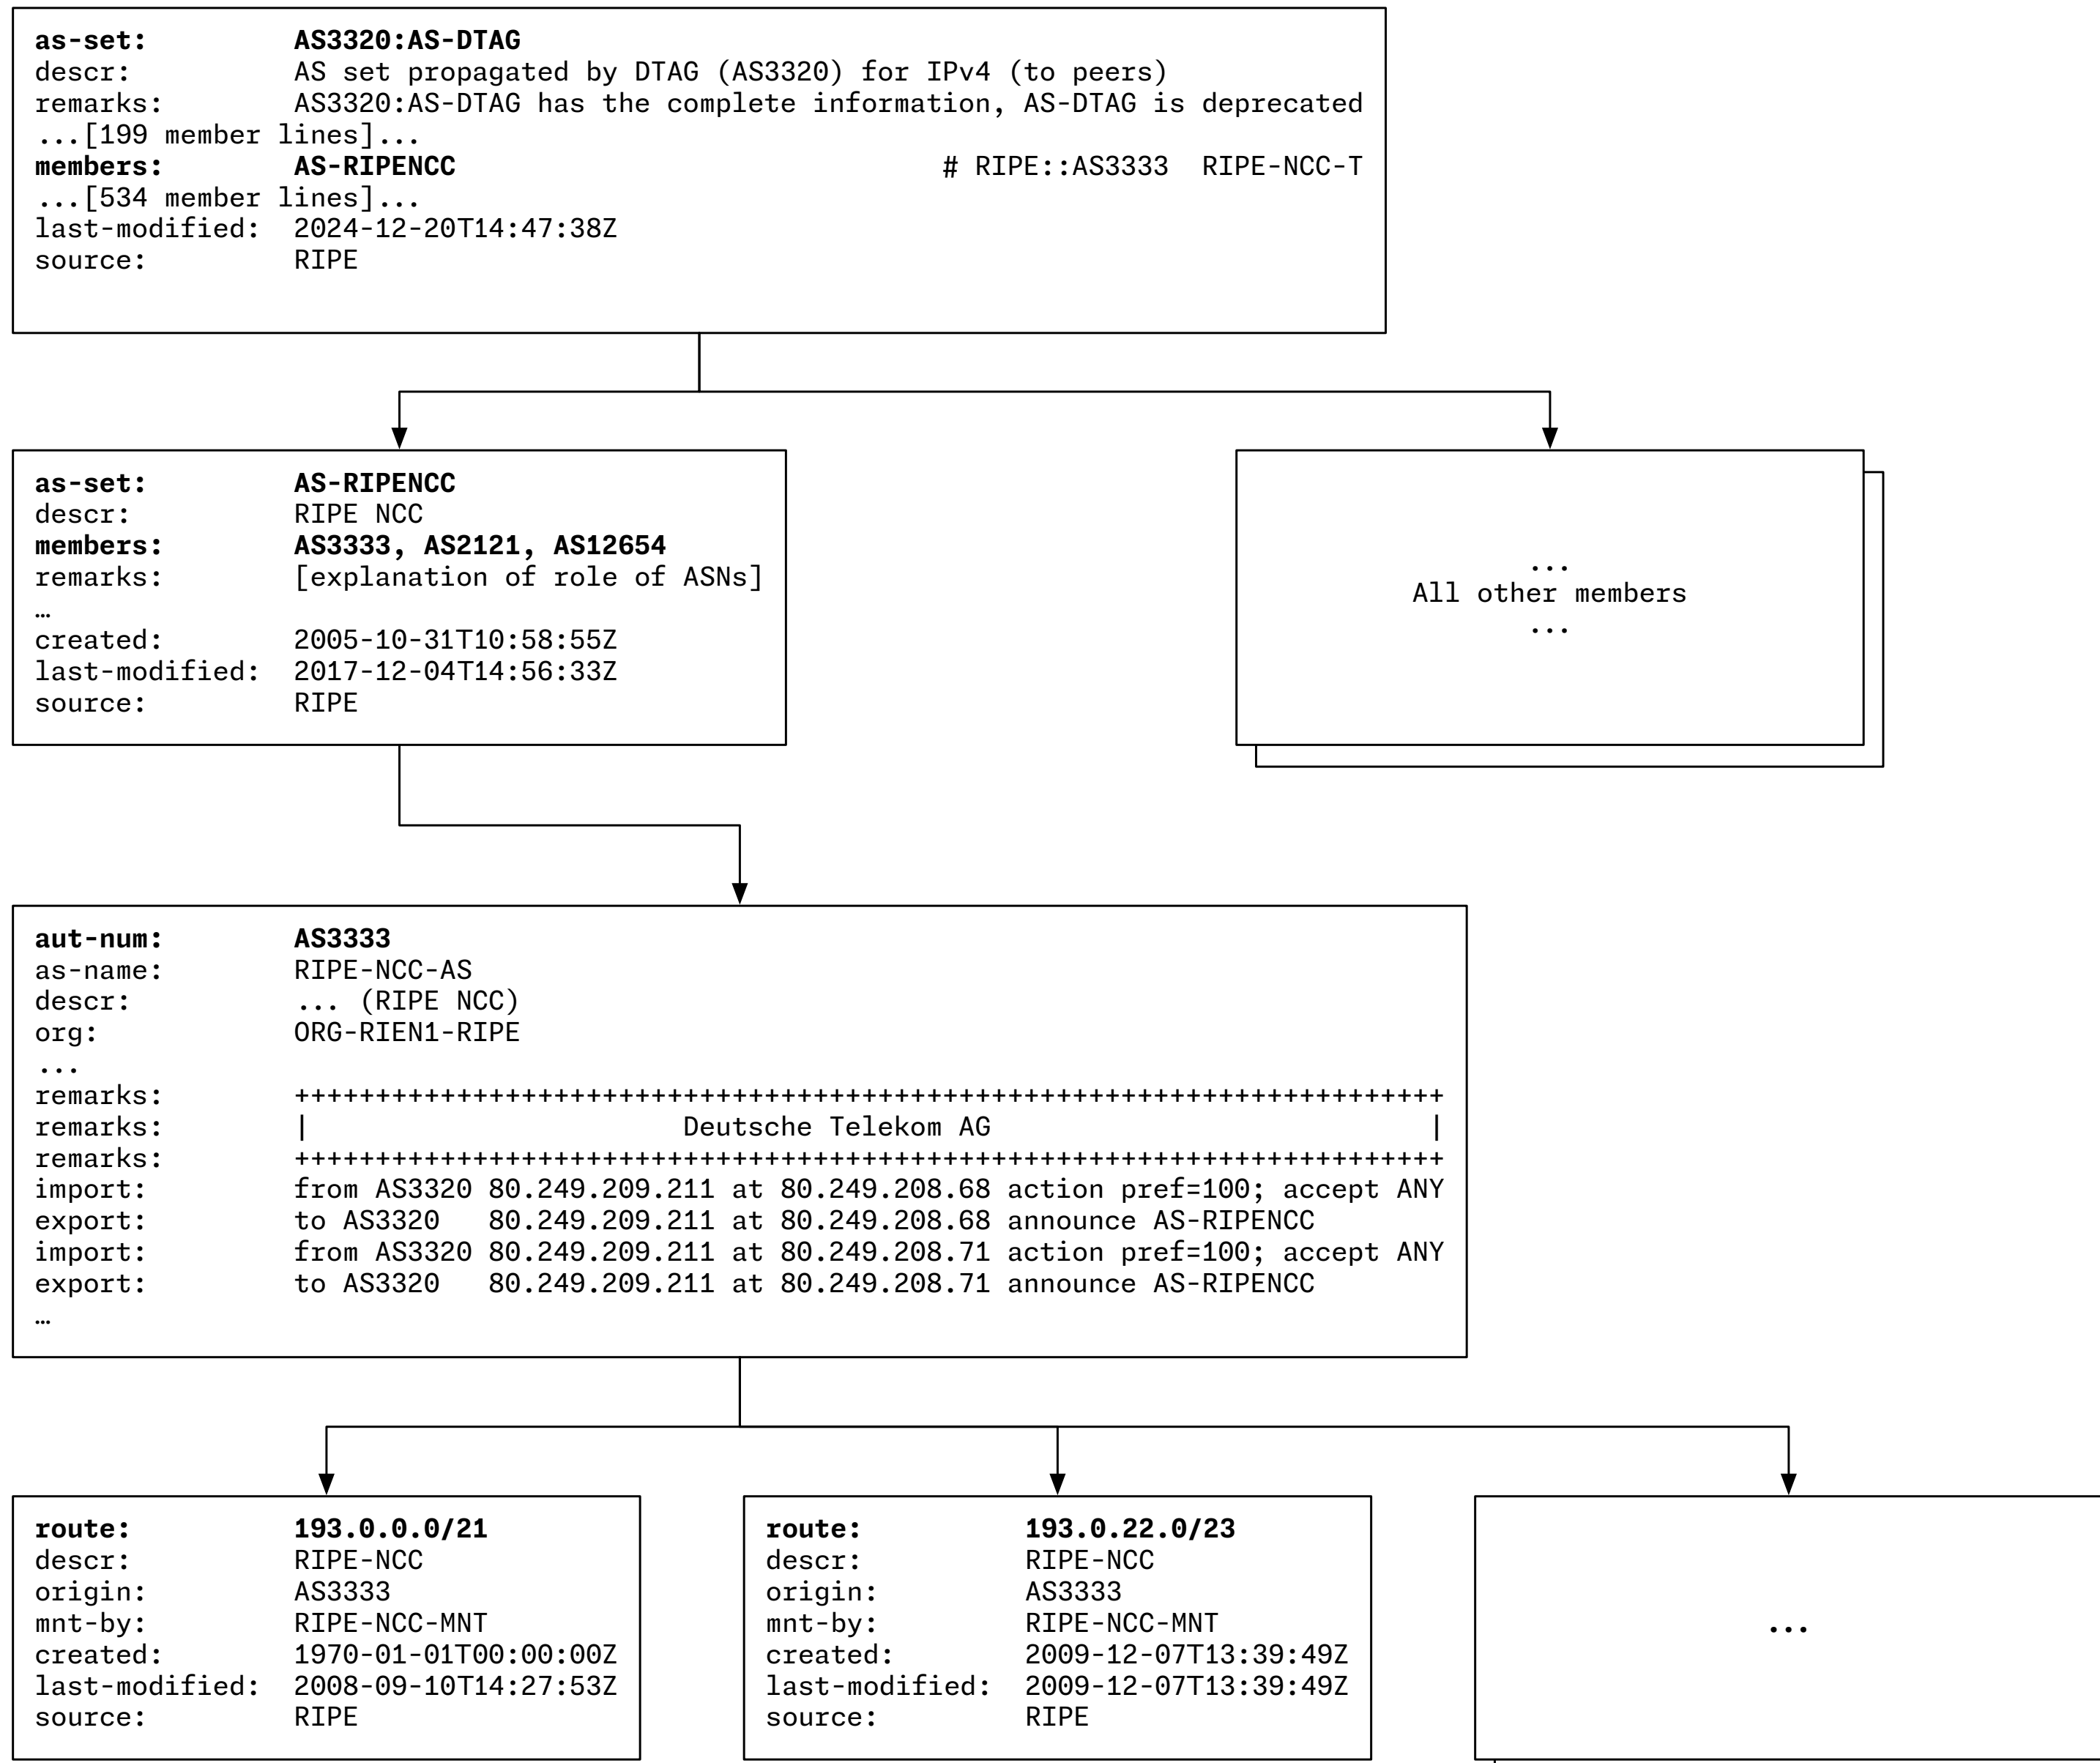 as-set:         AS3320:AS-DTAG
descr:          AS set propagated by DTAG (AS3320) for IPv4 (to peers)
remarks:        AS3320:AS-DTAG has the complete information, AS-DTAG is deprecated
...[199 member lines]...
members:        AS-RIPENCC                              # RIPE::AS3333  RIPE-NCC-T
...[534 member lines]...
last-modified:  2024-12-20T14:47:38Z
source:         RIPE
as-set:         AS-RIPENCC
descr:          RIPE NCC
members:        AS3333, AS2121, AS12654
remarks:        [explanation of role of ASNs]
…
created:        2005-10-31T10:58:55Z
last-modified:  2017-12-04T14:56:33Z
source:         RIPE
...
All other members
...
aut-num:        AS3333
as-name:        RIPE-NCC-AS
descr:          ... (RIPE NCC)
org:            ORG-RIEN1-RIPE
...
remarks:        +++++++++++++++++++++++++++++++++++++++++++++++++++++++++++++++++++++++
remarks:        |                       Deutsche Telekom AG                           |
remarks:        +++++++++++++++++++++++++++++++++++++++++++++++++++++++++++++++++++++++
import:         from AS3320 80.249.209.211 at 80.249.208.68 action pref=100; accept ANY
export:         to AS3320   80.249.209.211 at 80.249.208.68 announce AS-RIPENCC
import:         from AS3320 80.249.209.211 at 80.249.208.71 action pref=100; accept ANY
export:         to AS3320   80.249.209.211 at 80.249.208.71 announce AS-RIPENCC
…
route:          193.0.0.0/21
descr:          RIPE-NCC
origin:         AS3333
mnt-by:         RIPE-NCC-MNT
created:        1970-01-01T00:00:00Z
last-modified:  2008-09-10T14:27:53Z
source:         RIPE
route:          193.0.22.0/23
descr:          RIPE-NCC
origin:         AS3333
mnt-by:         RIPE-NCC-MNT
created:        2009-12-07T13:39:49Z
last-modified:  2009-12-07T13:39:49Z
source:         RIPE
...